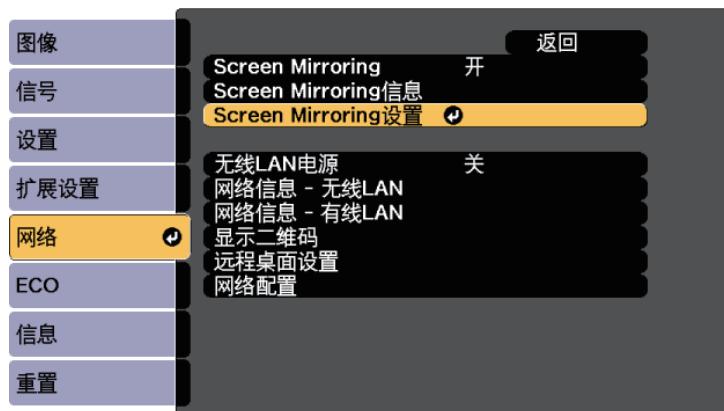 图像
信号
设置
扩展设置
网络
ECO
信息
重置
返回
Screen Mirroring 开
Screen Mirroring信息
Screen Mirroring设置
无线LAN电源 关
网络信息 - 无线LAN
网络信息 - 有线LAN
显示二维码
远程桌面设置
网络配置